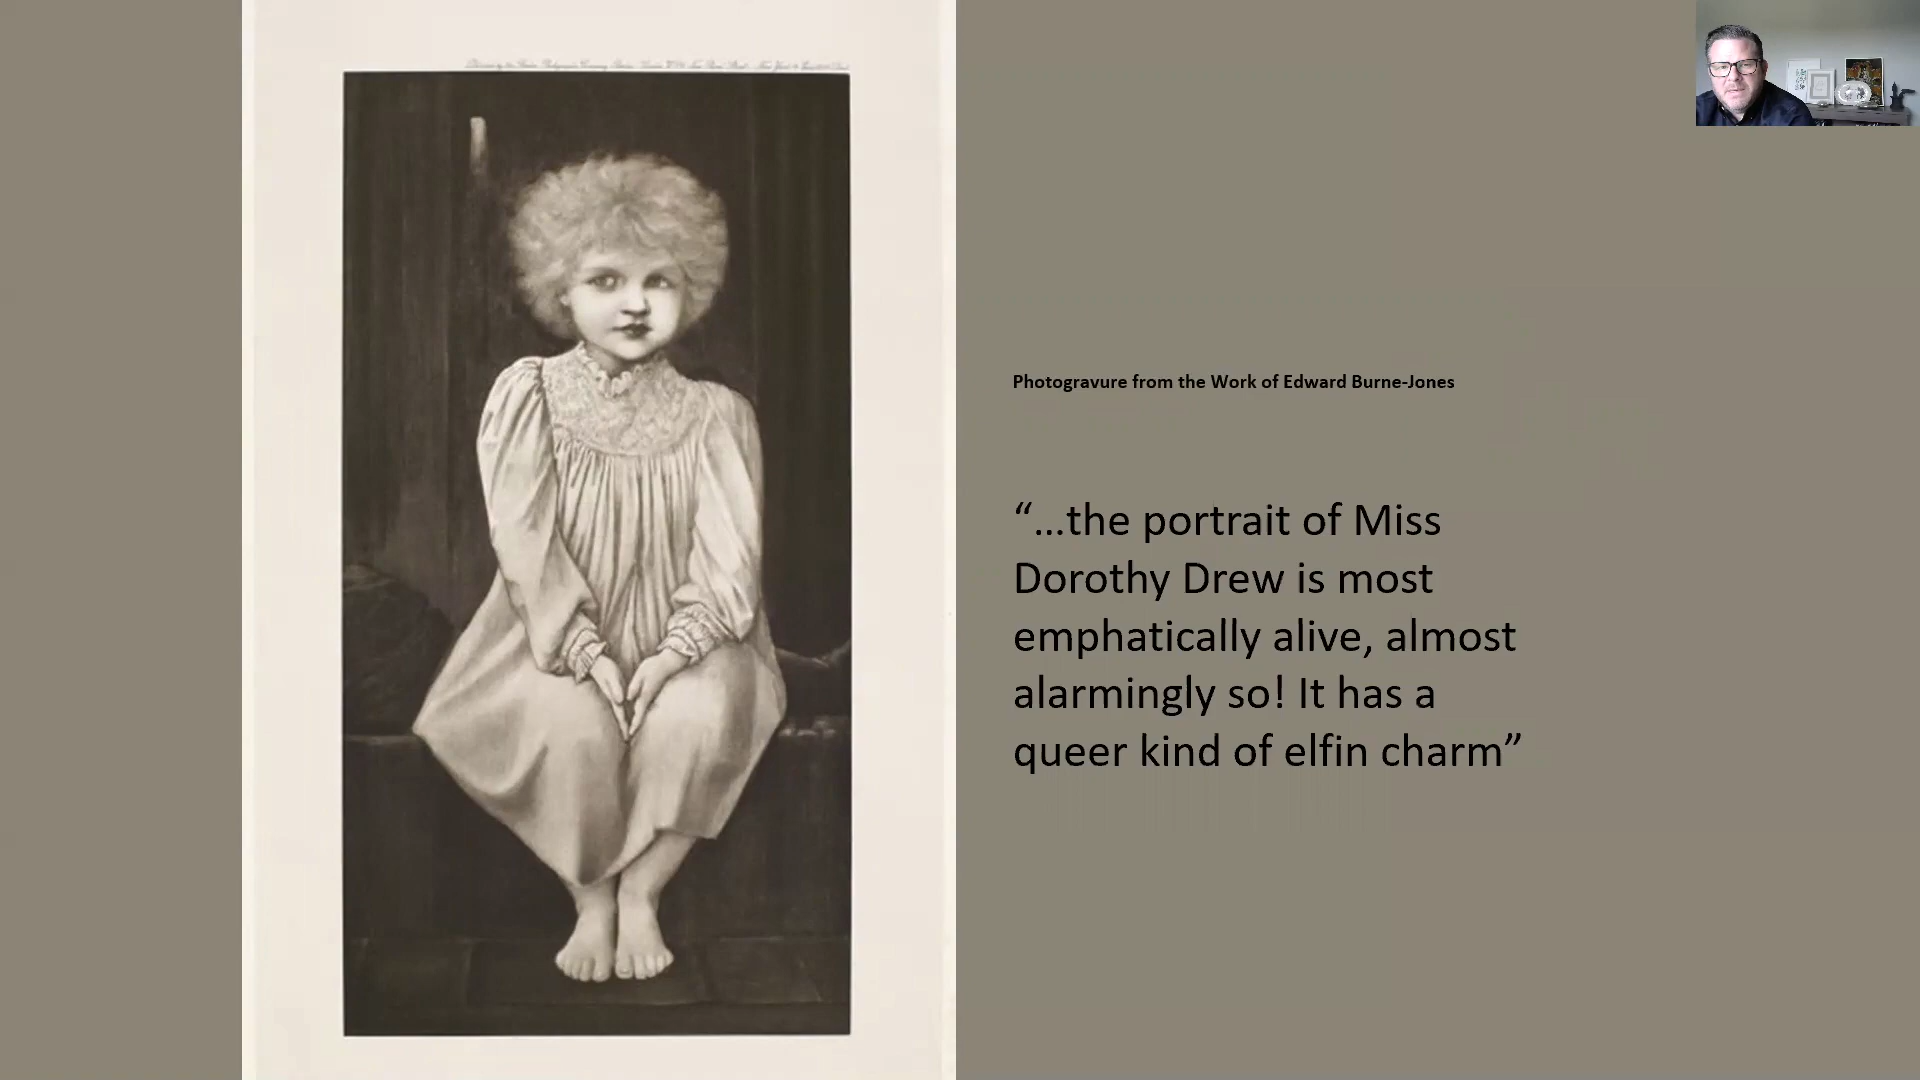 Photogravure from the Work of Edward Burne-Jones
“...the portrait of Miss
Dorothy Drew is most
emphatically alive, almost
alarmingly so! It has a
queer kind of elfin charm”